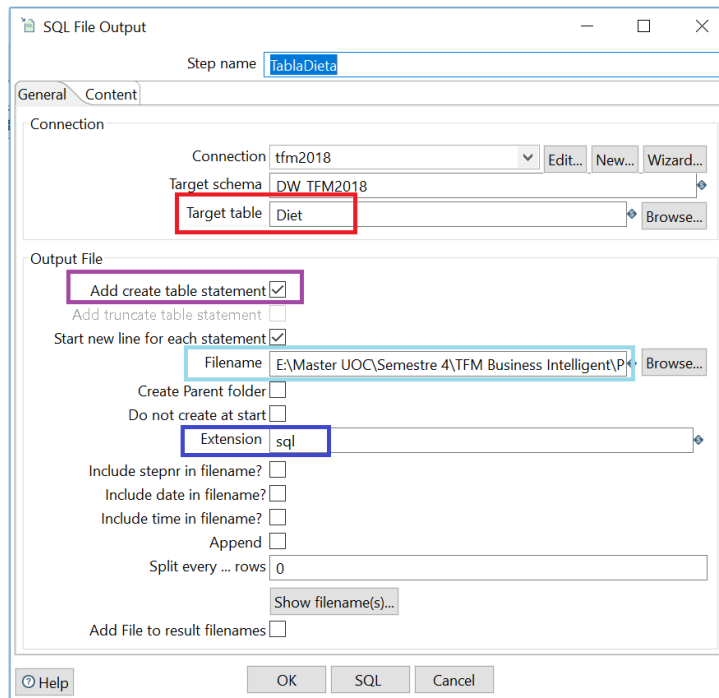 SQL File Output
Step name TablaDieta
General Content
Connection
Connection tfm2018 Edit... New... Wizard...
Target schema DW_TFM2018
Target table Diet Browse...
Output File
Add create table statement
Add truncate table statement
Start new line for each statement
Filename E:\Master UOC\Semestre 4\TFM Business Intelligent\P Browse...
Create Parent folder
Do not create at start
Extension sql
Include stepnr in filename?
Include date in filename?
Include time in filename?
Append
Split every ... rows 0
Show filename(s)...
Add File to result filenames
Help OK SQL Cancel